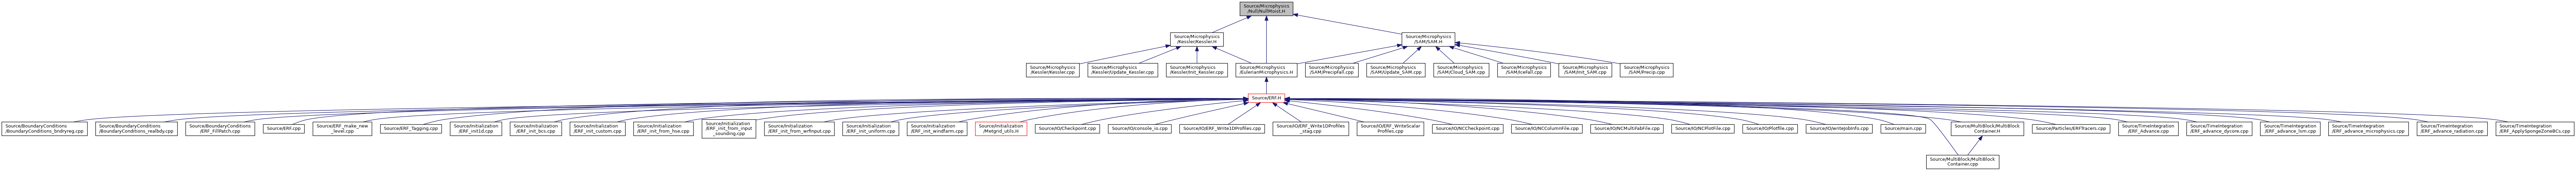 Source/Microphysics
/Null/NullMoist.H
Source/Microphysics
/Kessler/Kessler.H
Source/Microphysics
/SAM/SAM.H
Source/Microphysics
/Kessler/Kessler.cpp
Source/Microphysics
/Kessler/Update_Kessler.cpp
Source/Microphysics
/Kessler/Init_Kessler.cpp
Source/Microphysics
/EulerianMicrophysics.H
Source/Microphysics
/SAM/PrecipFall.cpp
Source/Microphysics
/SAM/Update_SAM.cpp
Source/Microphysics
/SAM/Cloud_SAM.cpp
Source/Microphysics
/SAM/IceFall.cpp
Source/Microphysics
/SAM/Init_SAM.cpp
Source/Microphysics
/SAM/Precip.cpp
Source/ERF.H
Source/BoundaryConditions
/BoundaryConditions_bndryreg.cpp
Source/BoundaryConditions
/BoundaryConditions_realbdy.cpp
Source/BoundaryConditions
/ERF_FillPatch.cpp
Source/ERF.cpp
Source/ERF_make_new
_level.cpp
Source/ERF_Tagging.cpp
Source/Initialization
/ERF_init1d.cpp
Source/Initialization
/ERF_init_bcs.cpp
Source/Initialization
/ERF_init_custom.cpp
Source/Initialization
/ERF_init_from_hse.cpp
Source/Initialization
/ERF_init_from_input
_sounding.cpp
Source/Initialization
/ERF_init_from_wrfinput.cpp
Source/Initialization
/ERF_init_uniform.cpp
Source/Initialization
/ERF_init_windfarm.cpp
Source/Initialization
/Metgrid_utils.H
Source/IO/Checkpoint.cpp
Source/IO/console_io.cpp
Source/IO/ERF_Write1DProfiles.cpp
Source/IO/ERF_Write1DProfiles
_stag.cpp
Source/IO/ERF_WriteScalar
Profiles.cpp
Source/IO/NCCheckpoint.cpp
Source/IO/NCColumnFile.cpp
Source/IO/NCMultiFabFile.cpp
Source/IO/NCPlotFile.cpp
Source/IO/Plotfile.cpp
Source/IO/writeJobInfo.cpp
Source/main.cpp
Source/MultiBlock/MultiBlock
Container.H
Source/Particles/ERFTracers.cpp
Source/TimeIntegration
/ERF_Advance.cpp
Source/TimeIntegration
/ERF_advance_dycore.cpp
Source/TimeIntegration
/ERF_advance_lsm.cpp
Source/TimeIntegration
/ERF_advance_microphysics.cpp
Source/TimeIntegration
/ERF_advance_radiation.cpp
Source/TimeIntegration
/ERF_ApplySpongeZoneBCs.cpp
Source/MultiBlock/MultiBlock
Container.cpp